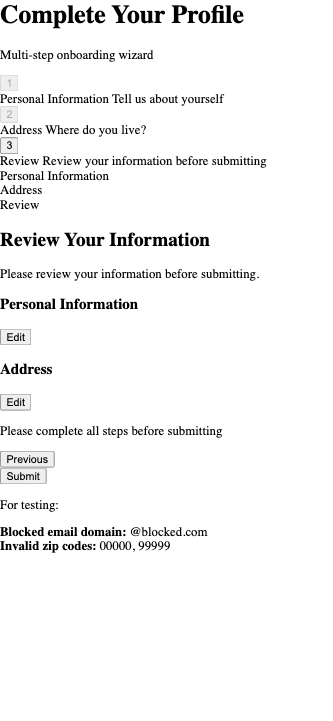 Complete Your Profile
Multi-step onboarding wizard
1
Personal Information Tell us about yourself
2
Address Where do you live?
3
Review Review your information before submitting
Personal Information
Address
Review
Review Your Information
Please review your information before submitting.
Personal Information
Edit
Address
Edit
Please complete all steps before submitting
Previous
Submit
For testing:
Blocked email domain: @blocked.com
Invalid zip codes: 00000, 99999